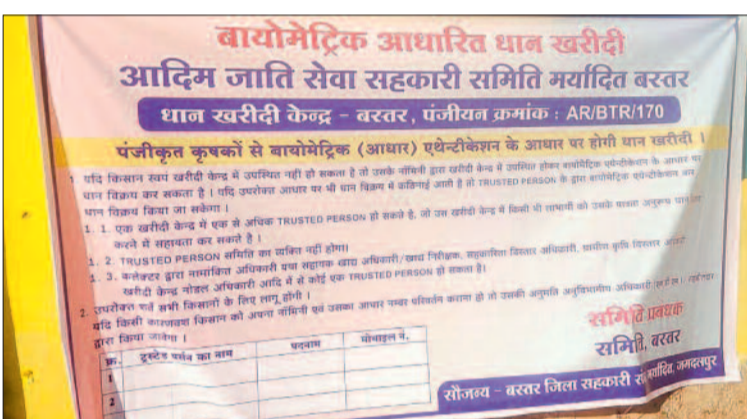 बायोमेट्रिक आधारित धान खरीदी
आदिम जाति सेवा सहकारी समिति मर्यादित बस्तर
धान खरीदी केन्द्र - बस्तर, पंजीयन क्रमांक : AR/BTR/170
पंजीकृत कृषकों से बायोमेट्रिक (आधार) एथेन्टीकेशन के आधार पर होगी धान खरीदी ।
1. यदि किसान स्वयं खरीदी केन्द्र में उपस्थित नहीं हो सकता है तो उसके नॉमिनी द्वारा खरीदी केन्द्र में उपस्थित होकर बायोमेट्रिक एथेन्टीकेशन के आधार पर
धान विक्रय कर सकता है । यदि उपरोक्त आधार पर भी धान विक्रय में कठिनाई आती है तो TRUSTED PERSON के द्वारा बायोमेट्रिक एथेन्टीकेशन कर
धान विक्रय किया जा सकेगा ।
1. 1. एक खरीदी केन्द्र में एक से अधिक TRUSTED PERSON हो सकते है, जो उस खरीदी केन्द्र में किसी भी लाभार्थी को उसके पात्रता अनुरूप धान
करने में सहायता कर सकते है ।
1. 2. TRUSTED PERSON समिति का व्यक्ति नहीं होगा।
1. 3. कलेक्टर द्वारा नामांकित अधिकारी यथा सहायक खाद्य अधिकारी/खाद्य निरीक्षक, सहकारिता विस्तार अधिकारी, ग्रामीण कृषि विस्तार
खरीदी केन्द्र नोडल अधिकारी आदि में से कोई एक TRUSTED PERSON हो सकता है।
2. उपरोक्त शर्तें सभी किसानों के लिए लागू होंगी ।
यदि किसी कारणवश किसान को अपना नॉमिनी एवं उसका आधार नम्बर परिवर्तन कराना हो तो उसकी अनुमति अनुविभागीय अधिकारी
द्वारा किया जावेगा ।
क्र. ट्रस्टेड पर्सन का नाम पदनाम मोबाइल नं.
1
2
समिति प्रबंधक
समिति, बस्तर
सौजन्य - बस्तर जिला सहकारी मर्यादित, जगदलपुर